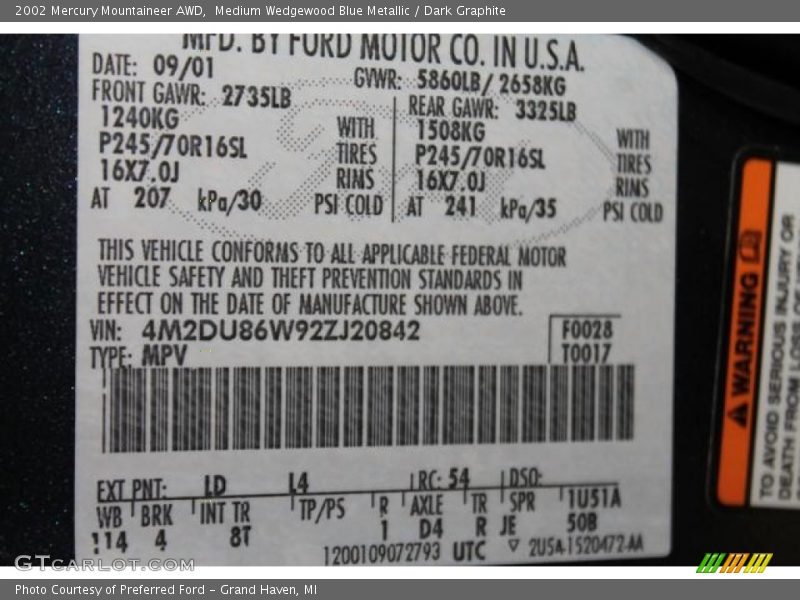 2002 Mercury Mountaineer AWD,  Medium Wedgewood Blue Metallic / Dark Graphite
MFD. BY FORD MOTOR CO. IN U.S.A.
DATE: 09/01
GVWR: 5860LB/ 2658KG
FRONT GAWR: 2735LB
REAR GAWR: 3325LB
1240KG
1508KG
P245/70R16SL
WITH
TIRES
RIMS
PSI COLD
P245/70R16SL
WITH
TIRES
RIMS
PSI COLD
16X7.0J
16X7.0J
AT 207 kPa/30
AT 241 kPa/35
THIS VEHICLE CONFORMS TO ALL APPLICABLE FEDERAL MOTOR
VEHICLE SAFETY AND THEFT PREVENTION STANDARDS IN
EFFECT ON THE DATE OF MANUFACTURE SHOWN ABOVE.
VIN: 4M2DU86W92ZJ20842
F0028
TYPE: MPV
T0017
EXT PNT: LD L4 RC: 54 DSO:
WB BRK INT TR TP/PS R AXLE TR SPR 1U51A
114 4 8T 1 D4 R JE 50B
1200109072793 UTC ▽ 2U5A-1520472-AA
WARNING
TO AVOID SERIOUS INJURY OR
GTCarLot.com
Photo Courtesy of Preferred Ford – Grand Haven, MI